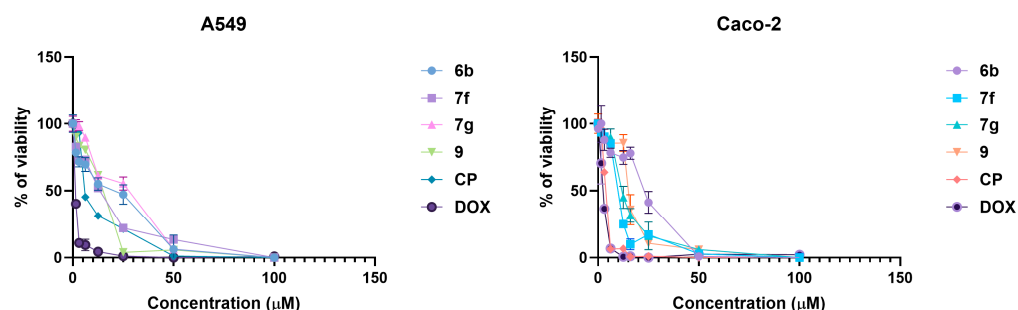 A549
% of viability
150
100
50
0
0 50 100 150
Concentration (μM)
6b
7f
7g
9
CP
DOX
Caco-2
% of viability
150
100
50
0
0 50 100 150
Concentration (μM)
6b
7f
7g
9
CP
DOX